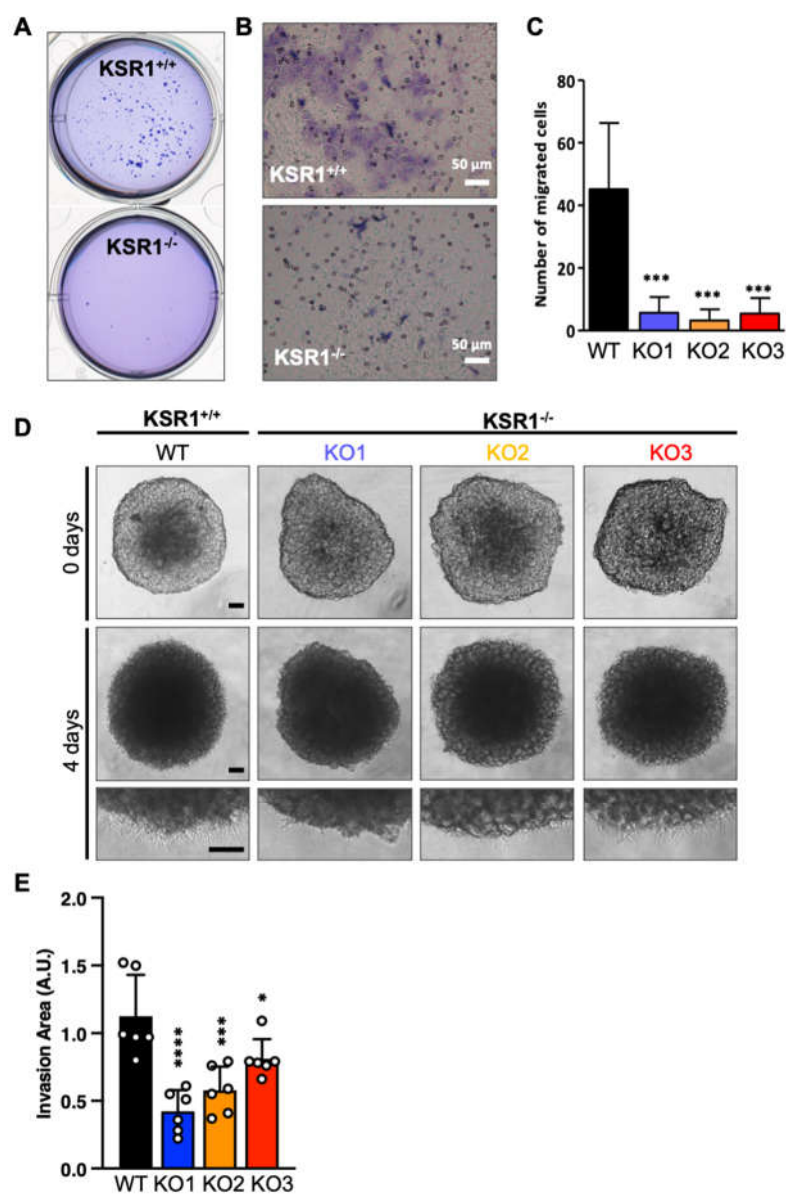 A
KSR1+/+
KSR1-/-
B
KSR1+/+
50 μm
KSR1-/-
50 μm
C
Number of migrated cells
80
60
40
20
0
***
***
***
WT
KO1
KO2
KO3
D
KSR1+/+
KSR1-/-
WT
KO1
KO2
KO3
0 days
4 days
E
Invasion Area (A.U.)
2.0
1.5
1.0
0.5
0.0
****
***
*
WT
KO1
KO2
KO3